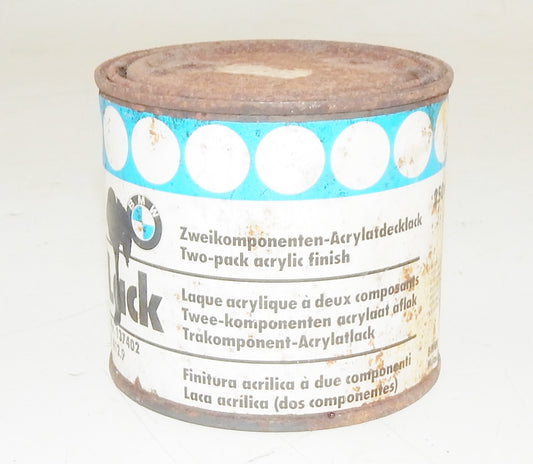 BMW
Zweikomponenten-Acrylatdecklack
Two-pack acrylic finish
Laque acrylique à deux composants
Twee-komponenten acrylaat aflak
Trakomponent-Acrylatlack
Finitura acrilica à due componenti
Laca acrilica (dos componentes)